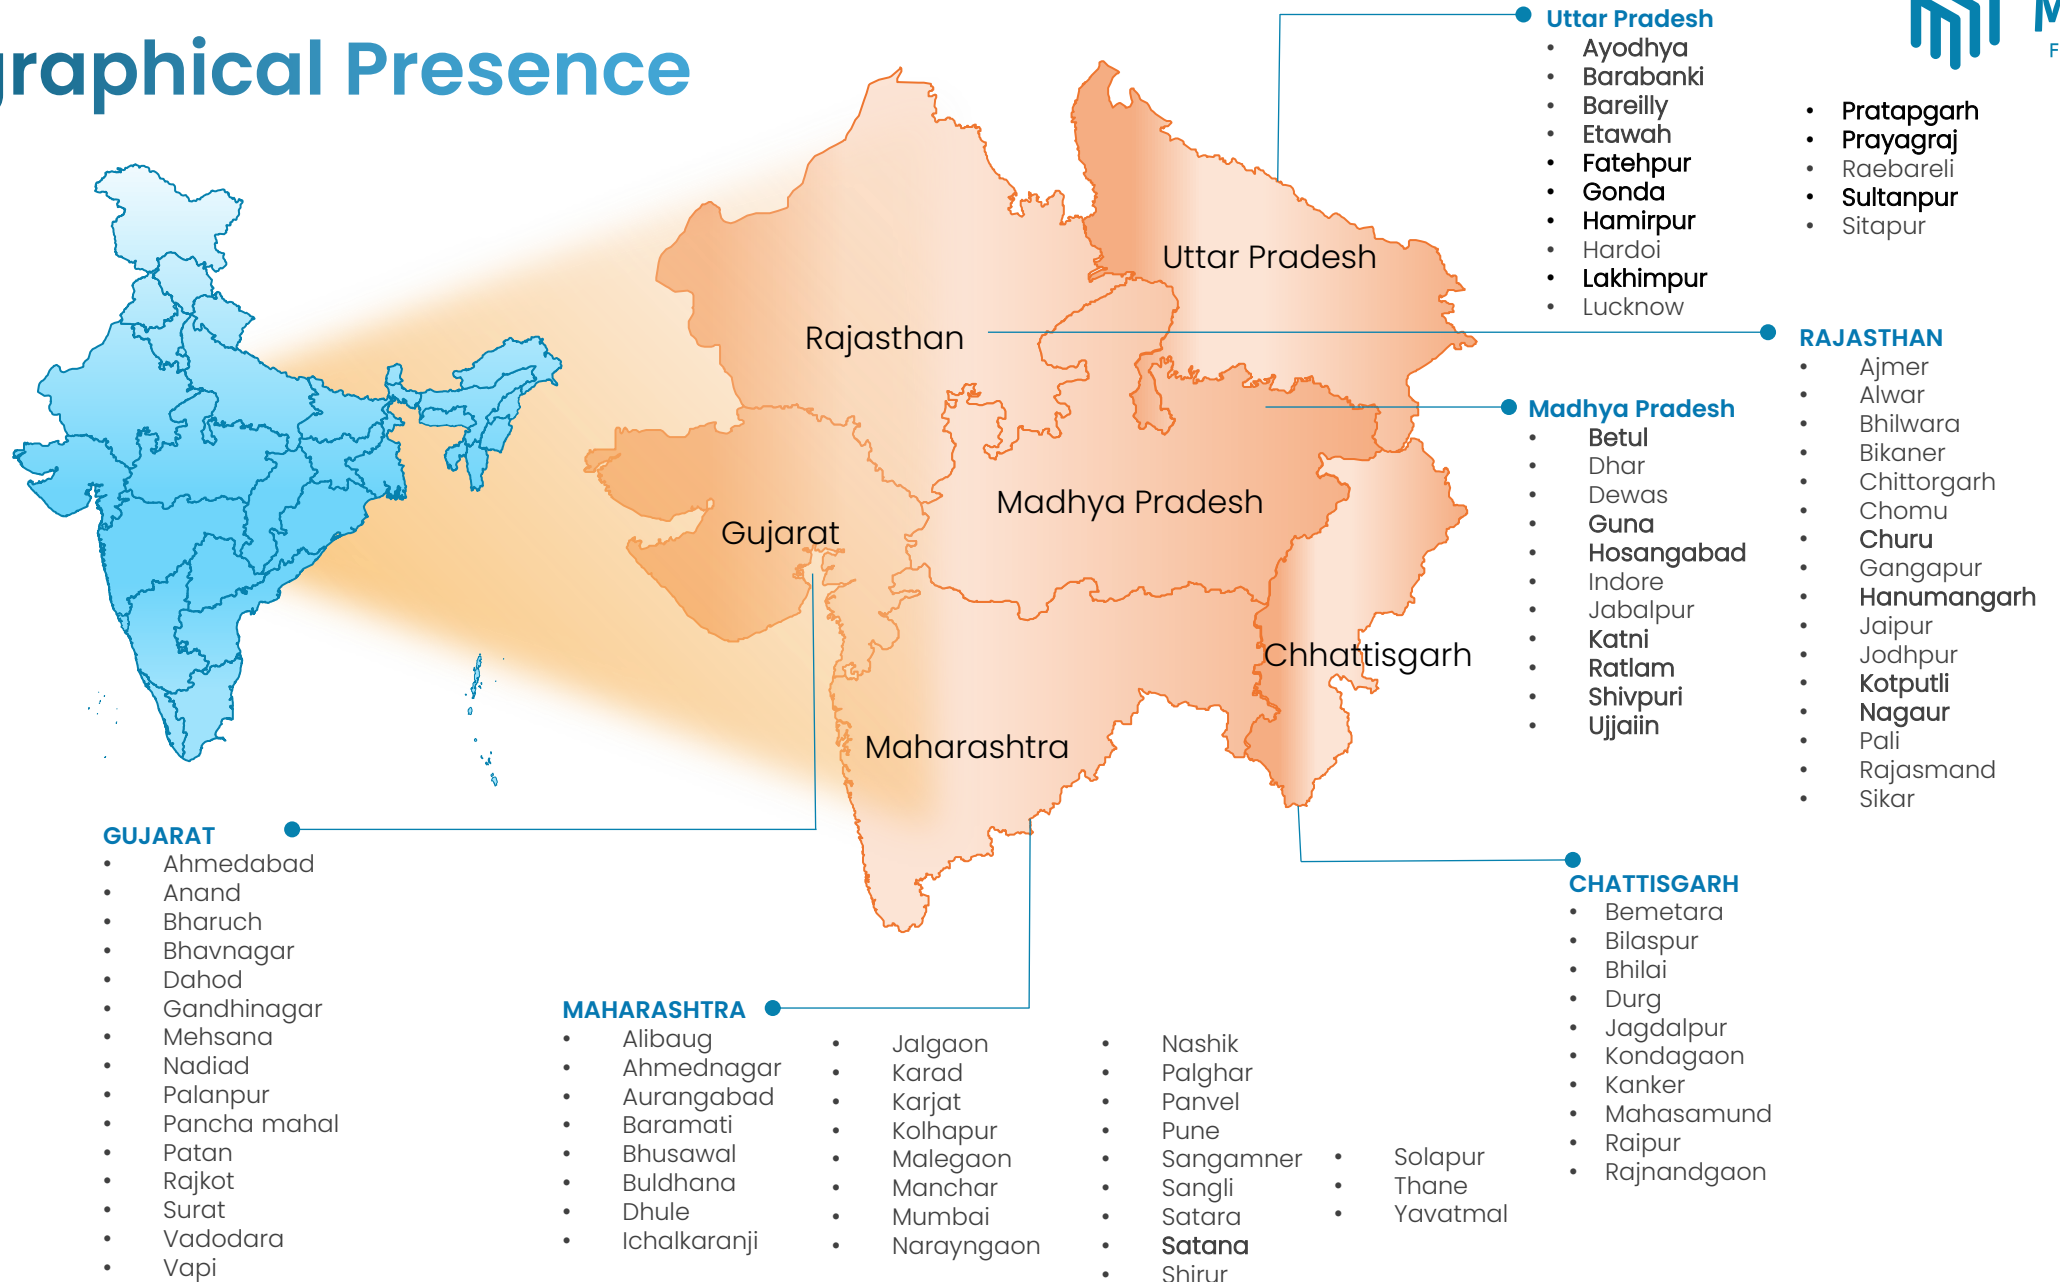 graphical Presence
M
F
Uttar Pradesh
• Ayodhya
• Barabanki
• Bareilly
• Etawah
• Fatehpur
• Gonda
• Hamirpur
• Hardoi
• Lakhimpur
• Lucknow
• Pratapgarh
• Prayagraj
• Raebareli
• Sultanpur
• Sitapur
Uttar Pradesh
Rajasthan
Madhya Pradesh
Gujarat
Chhattisgarh
Maharashtra
RAJASTHAN
• Ajmer
• Alwar
• Bhilwara
• Bikaner
• Chittorgarh
• Chomu
• Churu
• Gangapur
• Hanumangarh
• Jaipur
• Jodhpur
• Kotputli
• Nagaur
• Pali
• Rajasmand
• Sikar
Madhya Pradesh
• Betul
• Dhar
• Dewas
• Guna
• Hosangabad
• Indore
• Jabalpur
• Katni
• Ratlam
• Shivpuri
• Ujjaiin
GUJARAT
• Ahmedabad
• Anand
• Bharuch
• Bhavnagar
• Dahod
• Gandhinagar
• Mehsana
• Nadiad
• Palanpur
• Pancha mahal
• Patan
• Rajkot
• Surat
• Vadodara
• Vapi
MAHARASHTRA
• Alibaug
• Ahmednagar
• Aurangabad
• Baramati
• Bhusawal
• Buldhana
• Dhule
• Ichalkaranji
• Jalgaon
• Karad
• Karjat
• Kolhapur
• Malegaon
• Manchar
• Mumbai
• Narayngaon
• Nashik
• Palghar
• Panvel
• Pune
• Sangamner
• Sangli
• Satara
• Satana
• Shirur
• Solapur
• Thane
• Yavatmal
CHATTISGARH
• Bemetara
• Bilaspur
• Bhilai
• Durg
• Jagdalpur
• Kondagaon
• Kanker
• Mahasamund
• Raipur
• Rajnandgaon